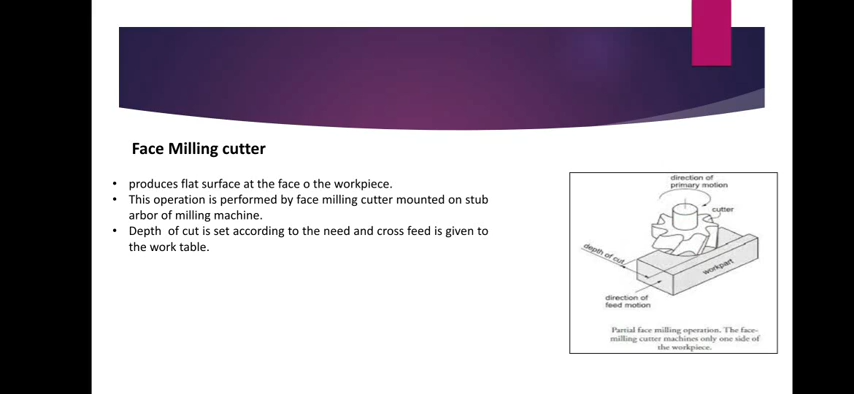 Face Milling cutter
• produces flat surface at the face o the workpiece.
• This operation is performed by face milling cutter mounted on stub
arbor of milling machine.
• Depth of cut is set according to the need and cross feed is given to
the work table.
direction of
primary motion
cutter
depth of cut
workpart
direction of
feed motion
Partial face milling operation. The face-
milling cutter machines only one side of
the workpiece.